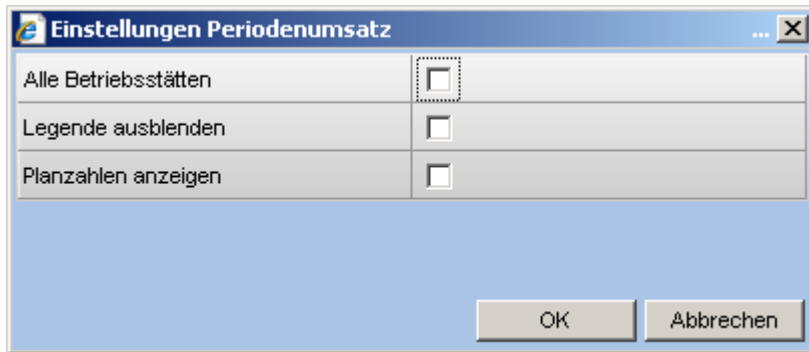 Einstellungen Periodenumsatz ...
Alle Betriebsstätten
Legende ausblenden
Planzahlen anzeigen
OK Abbrechen